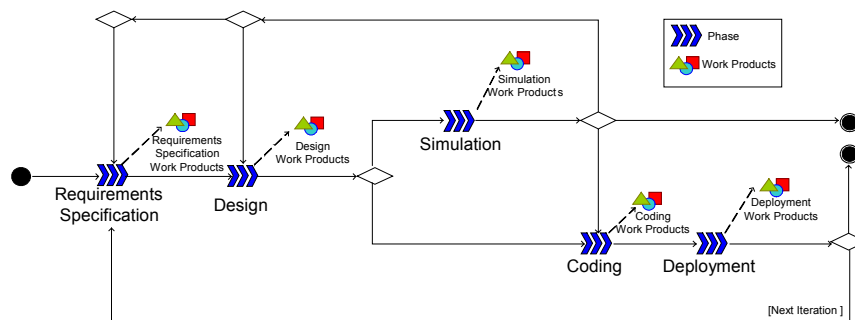 Phase
Work Products
Simulation
Work Products
Requirements
Specification
Work Products
Design
Work Products
Simulation
Requirements
Specification
Design
Coding
Work Products
Deployment
Work Products
Coding
Deployment
[Next Iteration ]